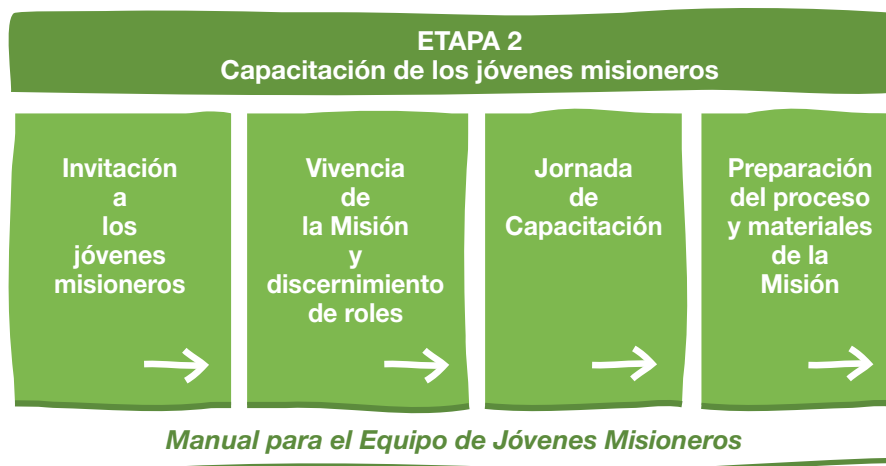 ETAPA 2
Capacitación de los jóvenes misioneros
Invitación
a
los
jóvenes
misioneros
Vivencia
de
la Misión
y
discernimiento
de roles
Jornada
de
Capacitación
Preparación
del proceso
y materiales
de la
Misión
Manual para el Equipo de Jóvenes Misioneros